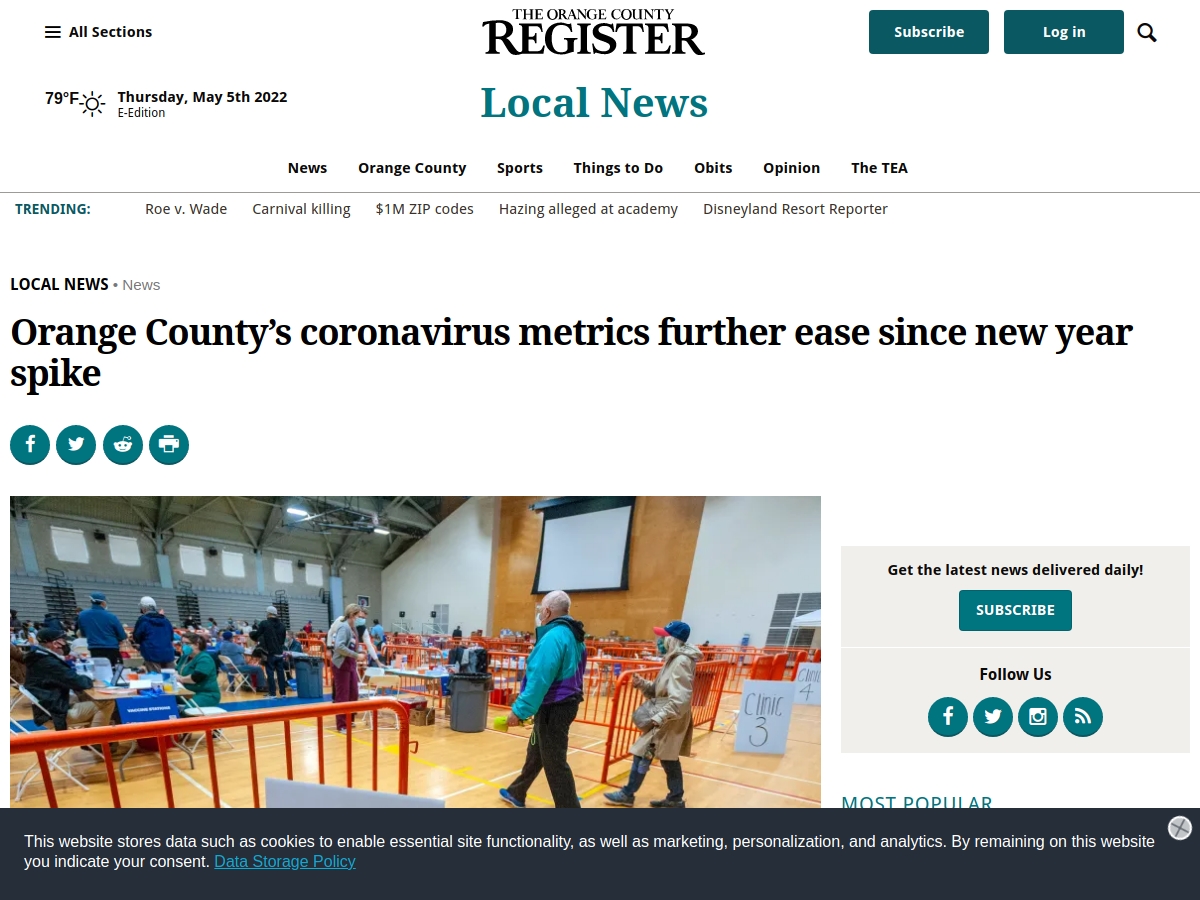 All Sections
THE ORANGE COUNTY
REGISTER
Subscribe
Log in
79°F
Thursday, May 5th 2022
E-Edition
Local News
News Orange County Sports Things to Do Obits Opinion The TEA
TRENDING: Roe v. Wade Carnival killing $1M ZIP codes Hazing alleged at academy Disneyland Resort Reporter
LOCAL NEWS • News
Orange County’s coronavirus metrics further ease since new year
spike
Clinic
3
Clinic
4
Get the latest news delivered daily!
SUBSCRIBE
Follow Us
MOST POPULAR
This website stores data such as cookies to enable essential site functionality, as well as marketing, personalization, and analytics. By remaining on this website
you indicate your consent. Data Storage Policy